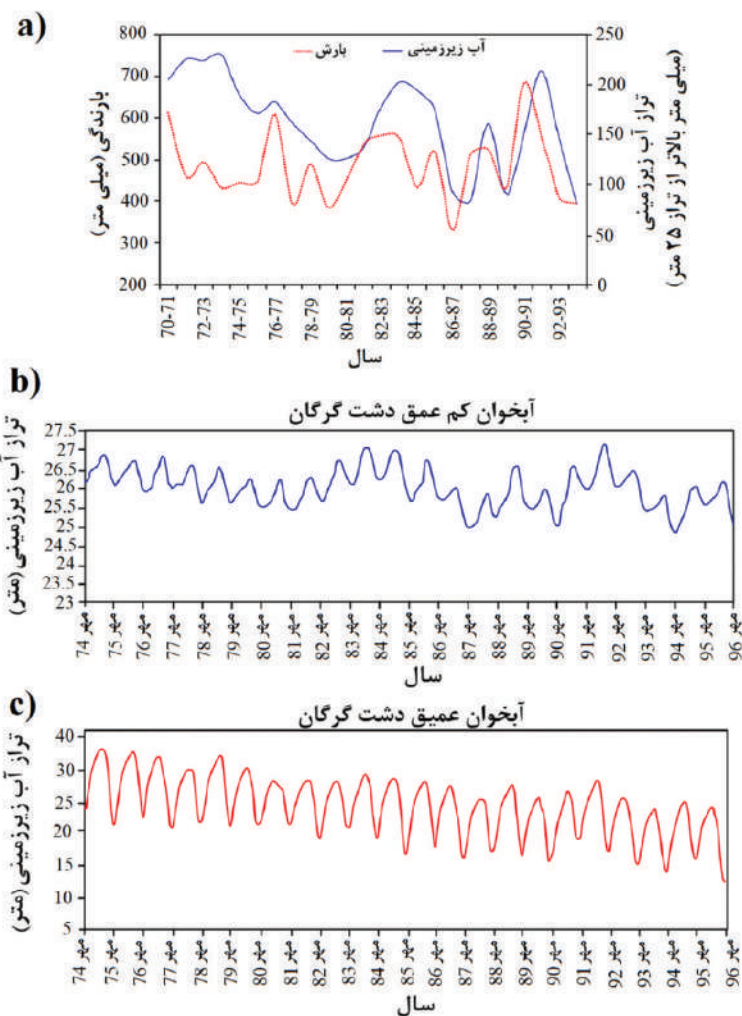 a)
بارش
آب زیرزمینی
بارندگی (میلی متر)
800
700
600
500
400
300
200
250
200
150
100
50
0
تراز آب زیرزمینی
(میلی متر بالاتر از تراز ۲۵ متر)
70-71
72-73
74-75
76-77
78-79
80-81
82-83
84-85
86-87
88-89
90-91
92-93
سال
b)
آبخوان کم عمق دشت گرگان
تراز آب زیرزمینی (متر)
27.5
27
26.5
26
25.5
25
24.5
24
23.5
23
مهر 74
مهر 75
مهر 76
مهر 77
مهر 78
مهر 79
مهر 80
مهر 81
مهر 82
مهر 83
مهر 84
مهر 85
مهر 86
مهر 87
مهر 88
مهر 89
مهر 90
مهر 91
مهر 92
مهر 93
مهر 94
مهر 95
مهر 96
سال
c)
آبخوان عمیق دشت گرگان
تراز آب زیرزمینی (متر)
40
30
25
20
15
10
5
مهر 74
مهر 75
مهر 76
مهر 77
مهر 78
مهر 79
مهر 80
مهر 81
مهر 82
مهر 83
مهر 84
مهر 85
مهر 86
مهر 87
مهر 88
مهر 89
مهر 90
مهر 91
مهر 92
مهر 93
مهر 94
مهر 95
مهر 96
سال